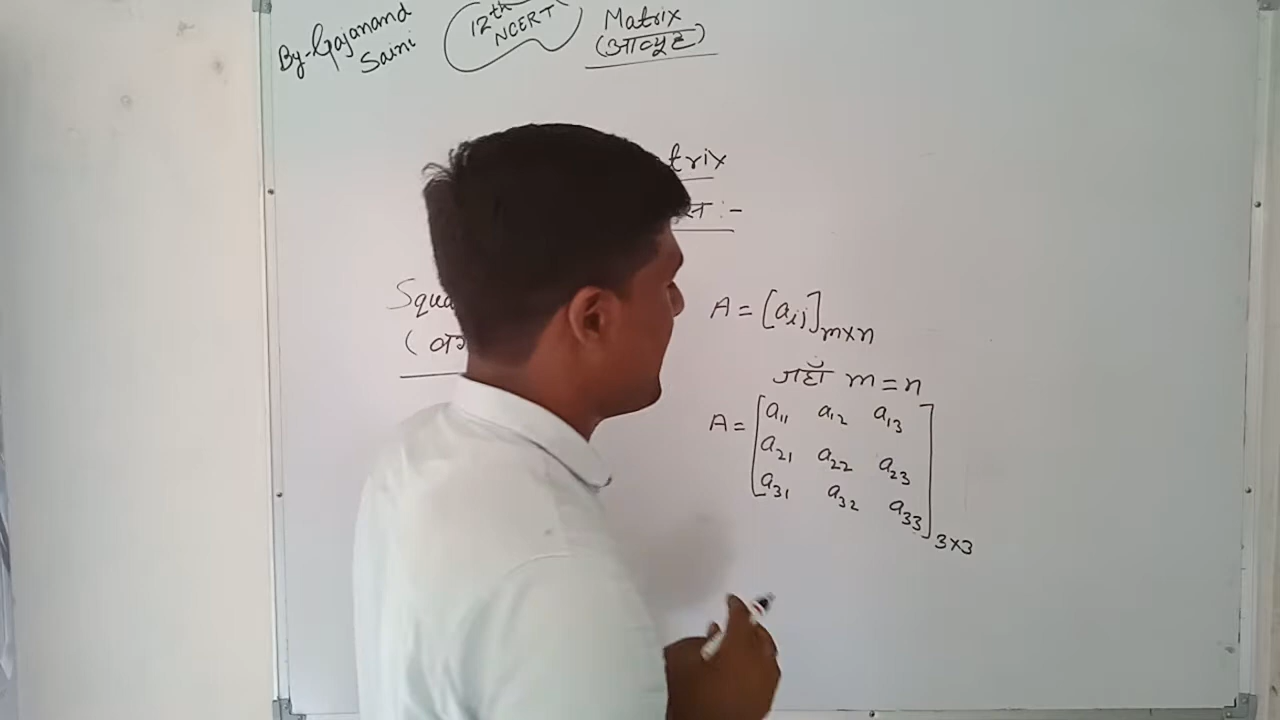 By-Gajanand
Saini
12th
NCERT
Matrix
(आव्यूह)
A = [aij]m×n
जहाँ m = n
A = [a11 a12 a13
a21 a22 a23
a31 a32 a33]3×3